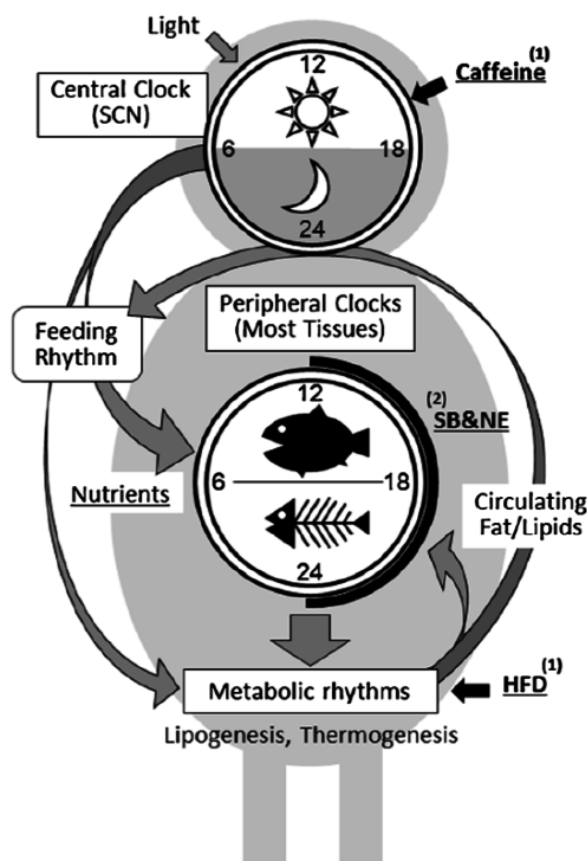 Light
12
(1)
Caffeine
Central Clock
(SCN)
6
18
24
Peripheral Clocks
(Most Tissues)
Feeding
Rhythm
12
(2)
SB&NE
6
18
Nutrients
Circulating
Fat/Lipids
24
Metabolic rhythms
HFD
(1)
Lipogenesis, Thermogenesis